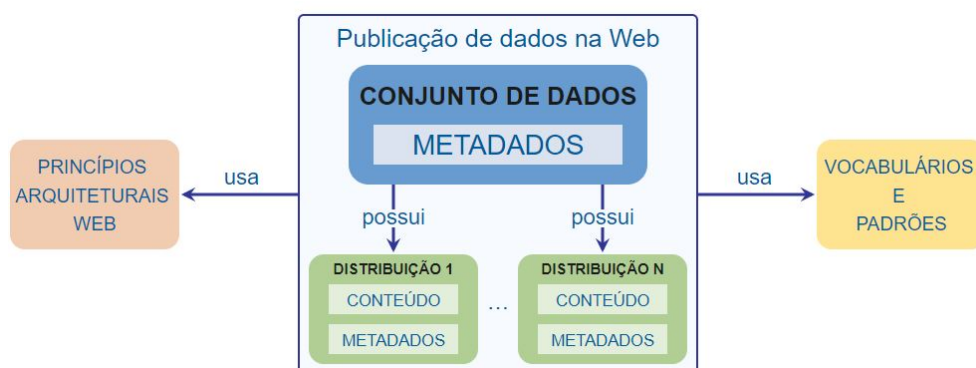 Publicação de dados na Web
CONJUNTO DE DADOS
METADADOS
PRINCÍPIOS
ARQUITETURAIS
WEB
usa
usa
VOCABULÁRIOS
E
PADRÕES
possui
possui
DISTRIBUIÇÃO 1
CONTEÚDO
METADADOS
...
DISTRIBUIÇÃO N
CONTEÚDO
METADADOS